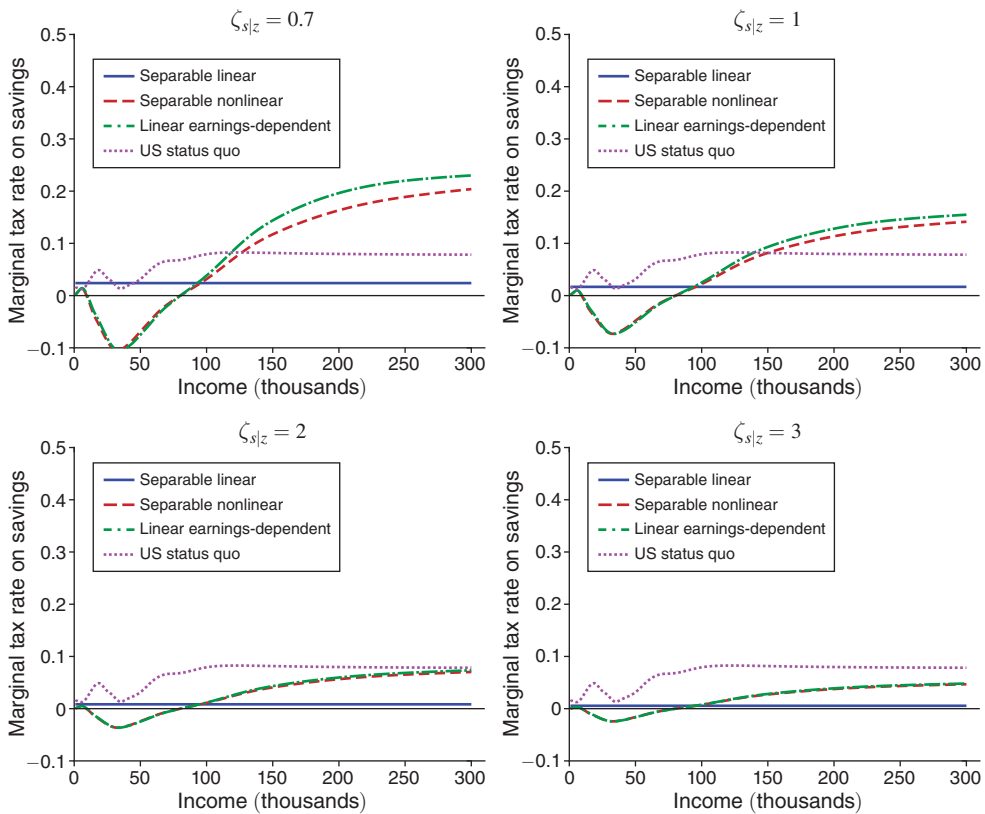 ζs|z = 0.7
Marginal tax rate on savings
0.5
0.4
0.3
0.2
0.1
0
−0.1
Separable linear
Separable nonlinear
Linear earnings-dependent
US status quo
0 50 100 150 200 250 300
Income (thousands)
ζs|z = 1
Marginal tax rate on savings
0.5
0.4
0.3
0.2
0.1
0
−0.1
Separable linear
Separable nonlinear
Linear earnings-dependent
US status quo
0 50 100 150 200 250 300
Income (thousands)
ζs|z = 2
Marginal tax rate on savings
0.5
0.4
0.3
0.2
0.1
0
−0.1
Separable linear
Separable nonlinear
Linear earnings-dependent
US status quo
0 50 100 150 200 250 300
Income (thousands)
ζs|z = 3
Marginal tax rate on savings
0.5
0.4
0.3
0.2
0.1
0
−0.1
Separable linear
Separable nonlinear
Linear earnings-dependent
US status quo
0 50 100 150 200 250 300
Income (thousands)